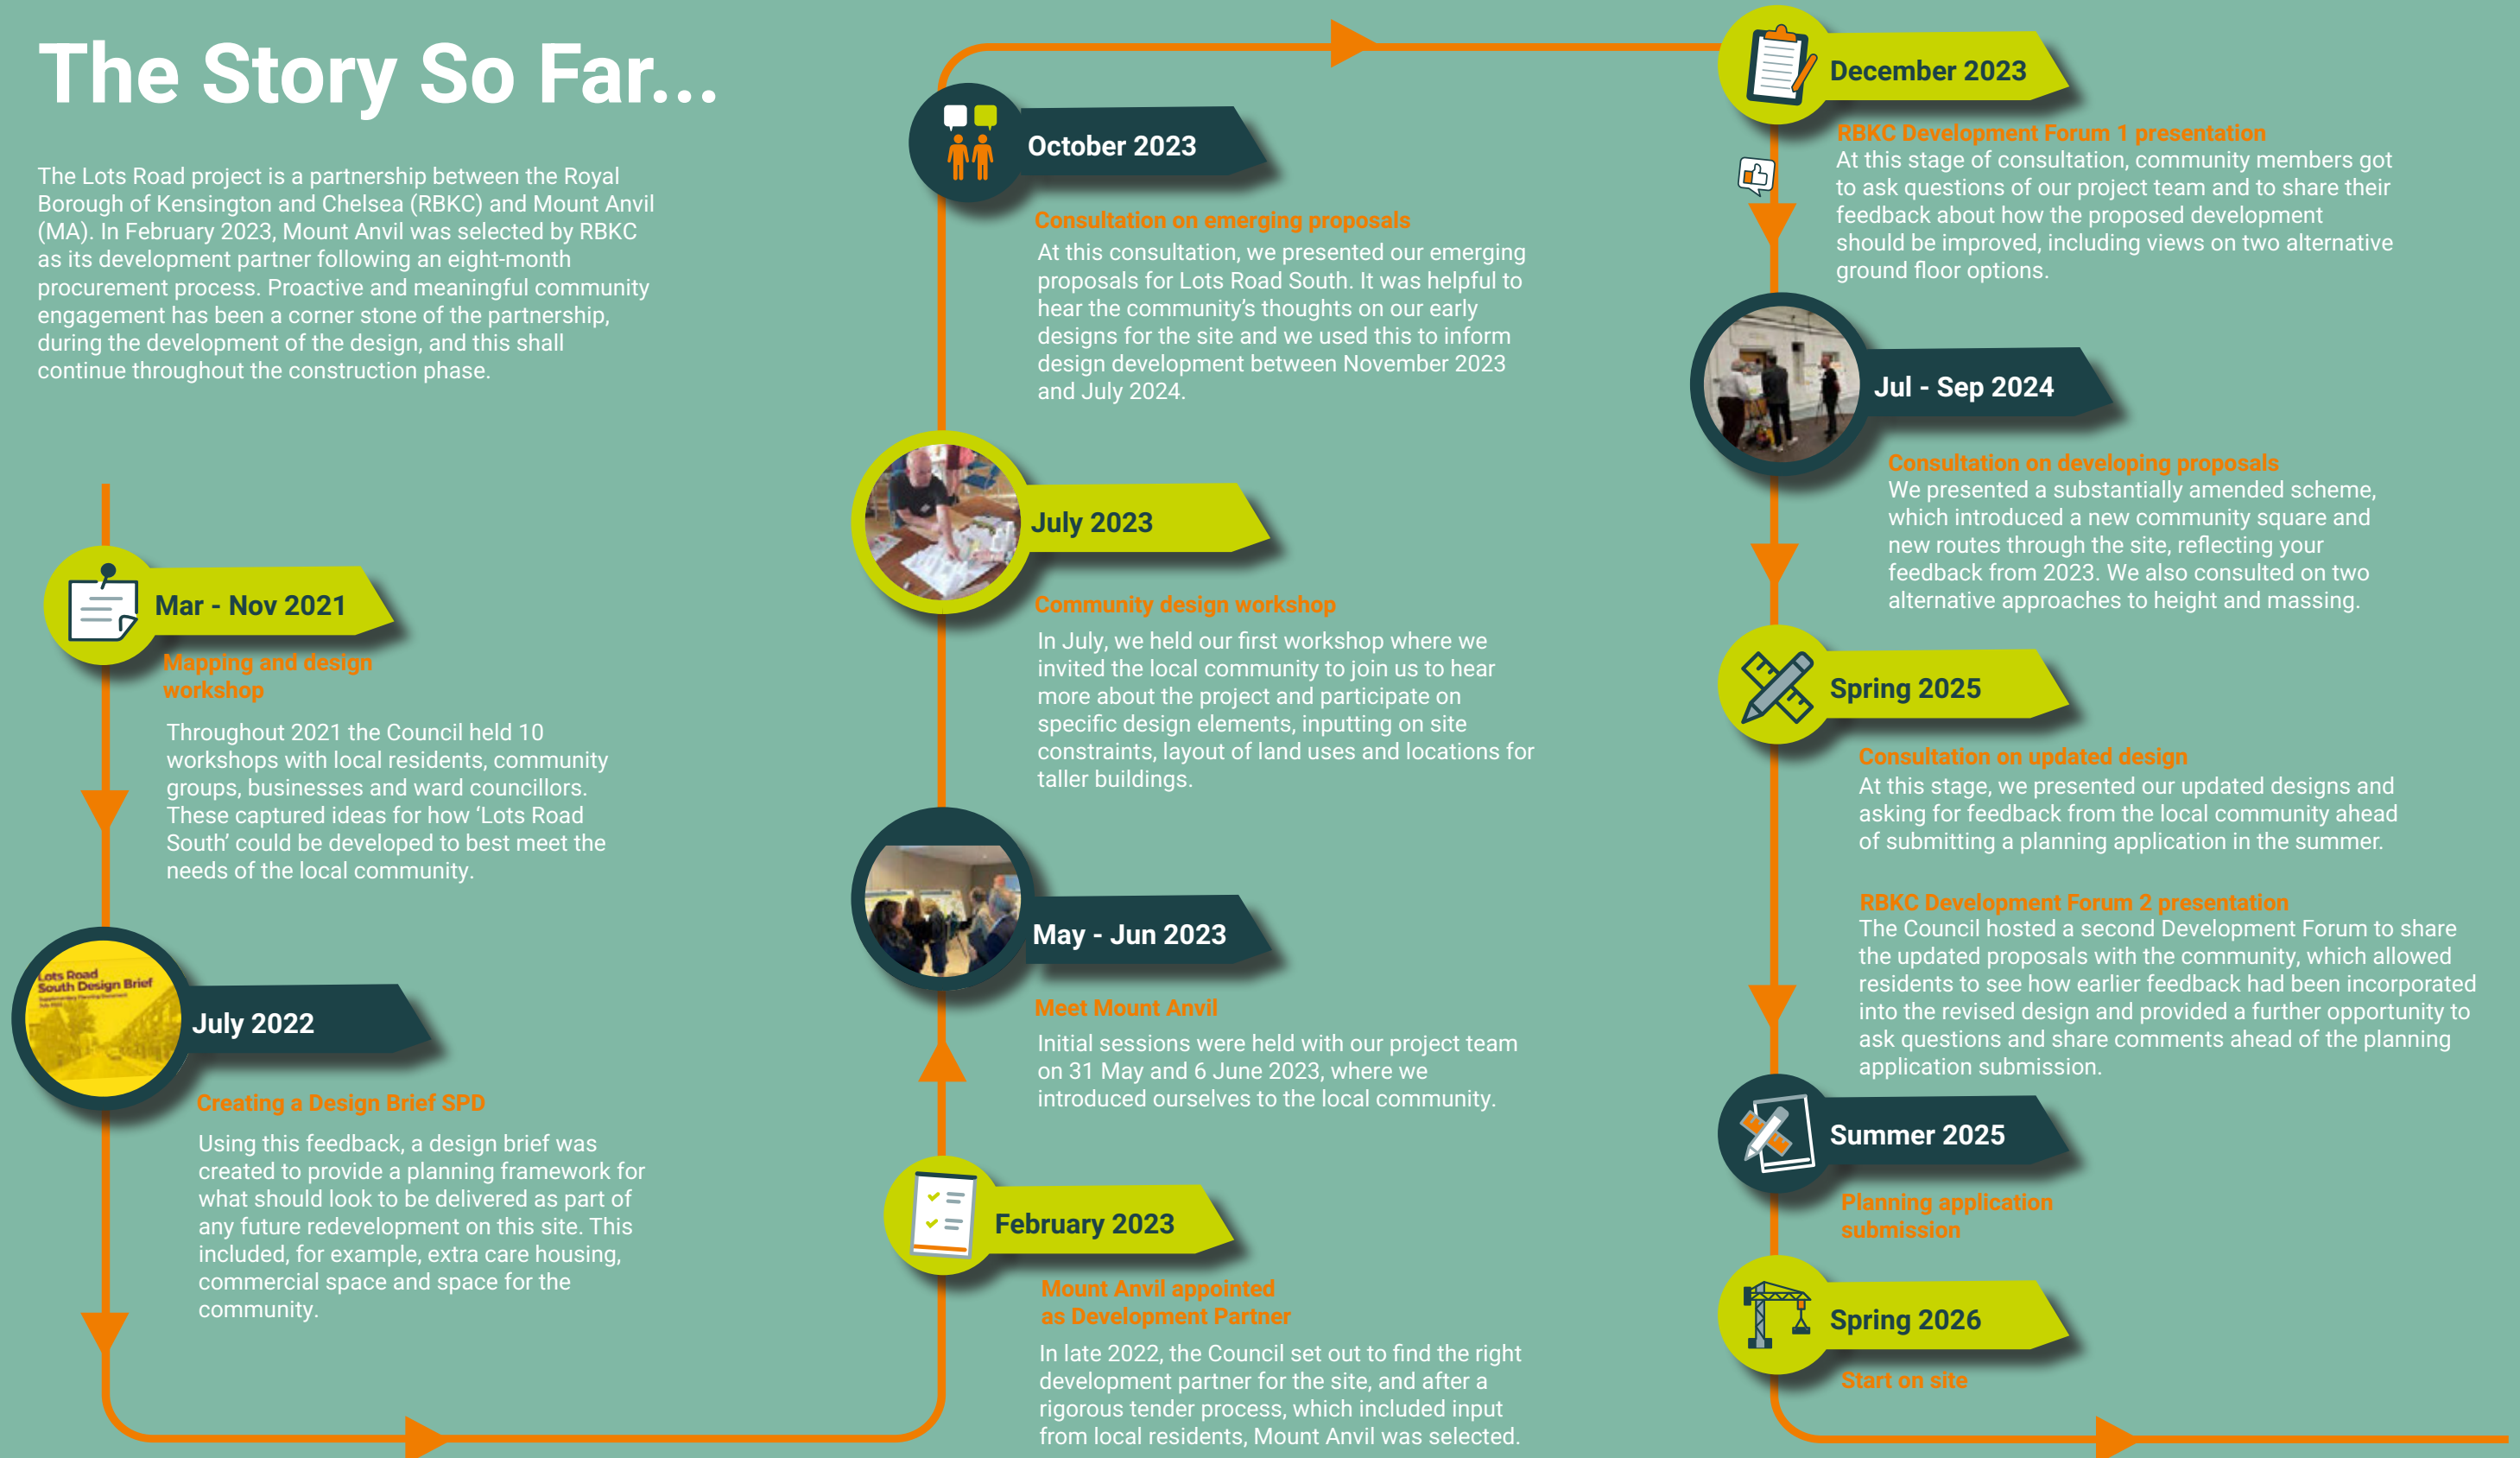 The Story So Far...
The Lots Road project is a partnership between the Royal
Borough of Kensington and Chelsea (RBKC) and Mount Anvil
(MA). In February 2023, Mount Anvil was selected by RBKC
as its development partner following an eight-month
procurement process. Proactive and meaningful community
engagement has been a corner stone of the partnership,
during the development of the design, and this shall
continue throughout the construction phase.
Mar - Nov 2021
Mapping and design
workshop
Throughout 2021 the Council held 10
workshops with local residents, community
groups, businesses and ward councillors.
These captured ideas for how ‘Lots Road
South’ could be developed to best meet the
needs of the local community.
Lots Road
South Design Brief
Supplementary Planning Document
July 2022
July 2022
Creating a Design Brief SPD
Using this feedback, a design brief was
created to provide a planning framework for
what should look to be delivered as part of
any future redevelopment on this site. This
included, for example, extra care housing,
commercial space and space for the
community.
February 2023
Mount Anvil appointed
as Development Partner
In late 2022, the Council set out to find the right
development partner for the site, and after a
rigorous tender process, which included input
from local residents, Mount Anvil was selected.
May - Jun 2023
Meet Mount Anvil
Initial sessions were held with our project team
on 31 May and 6 June 2023, where we
introduced ourselves to the local community.
July 2023
Community design workshop
In July, we held our first workshop where we
invited the local community to join us to hear
more about the project and participate on
specific design elements, inputting on site
constraints, layout of land uses and locations for
taller buildings.
October 2023
Consultation on emerging proposals
At this consultation, we presented our emerging
proposals for Lots Road South. It was helpful to
hear the community’s thoughts on our early
designs for the site and we used this to inform
design development between November 2023
and July 2024.
December 2023
RBKC Development Forum 1 presentation
At this stage of consultation, community members got
to ask questions of our project team and to share their
feedback about how the proposed development
should be improved, including views on two alternative
ground floor options.
Jul - Sep 2024
Consultation on developing proposals
We presented a substantially amended scheme,
which introduced a new community square and
new routes through the site, reflecting your
feedback from 2023. We also consulted on two
alternative approaches to height and massing.
Spring 2025
Consultation on updated design
At this stage, we presented our updated designs and
asking for feedback from the local community ahead
of submitting a planning application in the summer.
RBKC Development Forum 2 presentation
The Council hosted a second Development Forum to share
the updated proposals with the community, which allowed
residents to see how earlier feedback had been incorporated
into the revised design and provided a further opportunity to
ask questions and share comments ahead of the planning
application submission.
Summer 2025
Planning application
submission
Spring 2026
Start on site